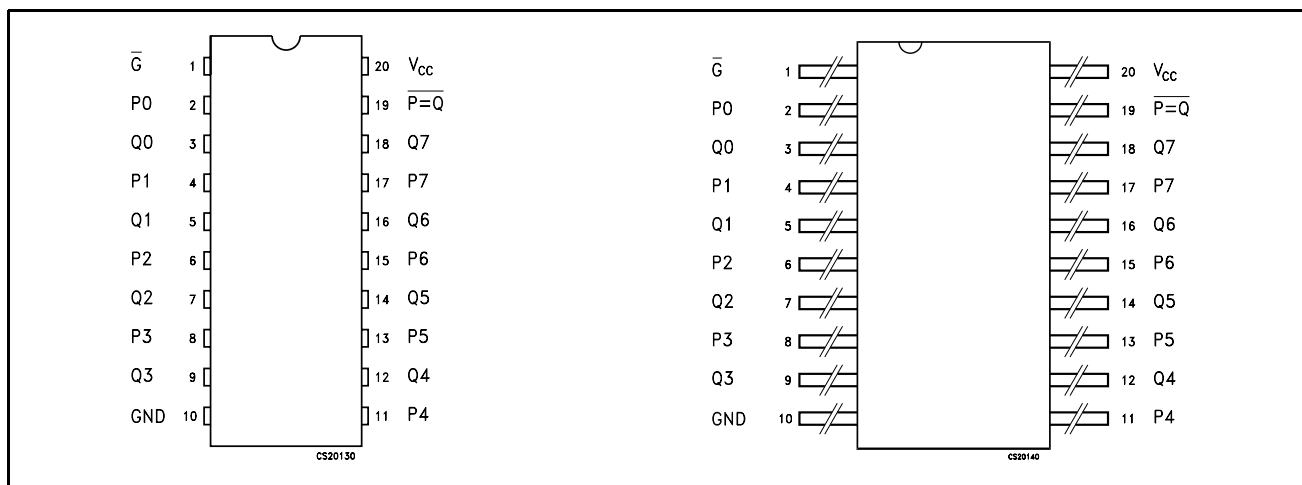 G̅ 1 20 VCC
P0 2 19 P̅=̅Q̅
Q0 3 18 Q7
P1 4 17 P7
Q1 5 16 Q6
P2 6 15 P6
Q2 7 14 Q5
P3 8 13 P5
Q3 9 12 Q4
GND 10 11 P4
CS20130
G̅ 1 20 VCC
P0 2 19 P̅=̅Q̅
Q0 3 18 Q7
P1 4 17 P7
Q1 5 16 Q6
P2 6 15 P6
Q2 7 14 Q5
P3 8 13 P5
Q3 9 12 Q4
GND 10 11 P4
CS20140